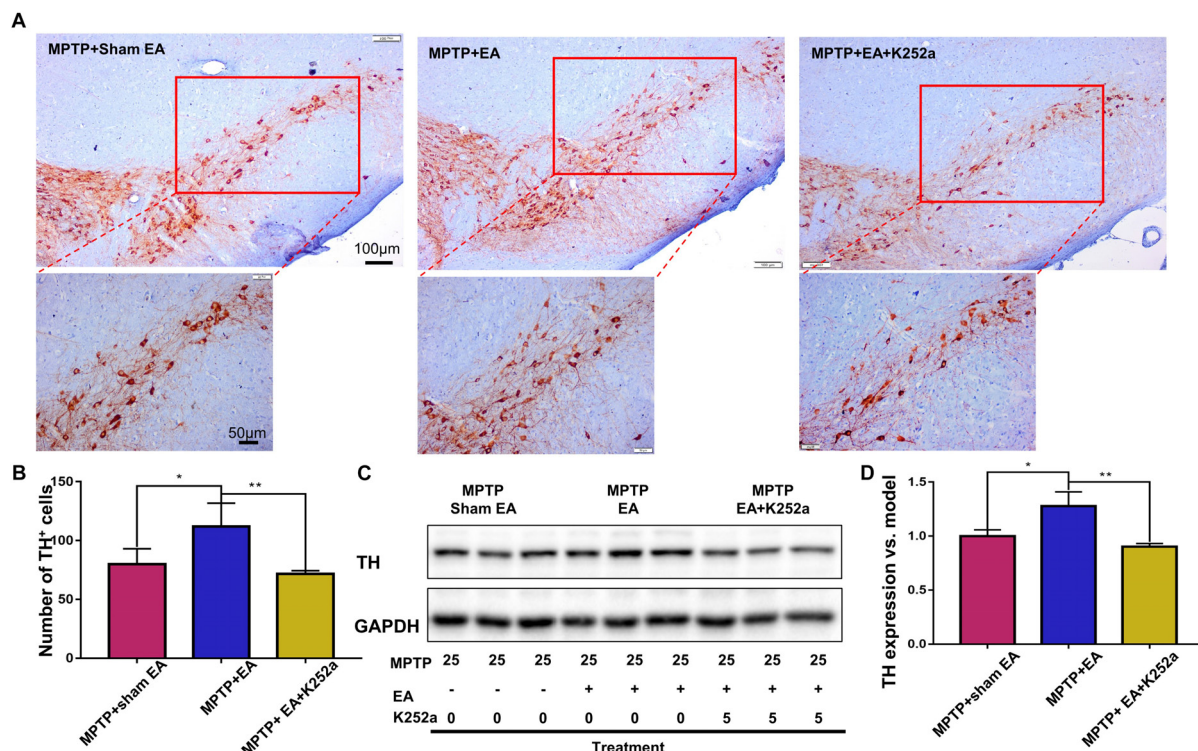 A
MPTP+Sham EA
MPTP+EA
MPTP+EA+K252a
100μm
50μm
B
Number of TH+ cells
150
100
50
0
MPTP+sham EA
MPTP+EA
MPTP+ EA+K252a
*
**
C
MPTP Sham EA
MPTP EA
MPTP EA+K252a
TH
GAPDH
MPTP 25 25 25 25 25 25 25 25 25
EA - - - + + + + + +
K252a 0 0 0 0 0 0 5 5 5
Treatment
D
TH expression vs. model
1.5
1.0
0.5
0.0
MPTP+sham EA
MPTP+EA
MPTP+ EA+K252a
*
**